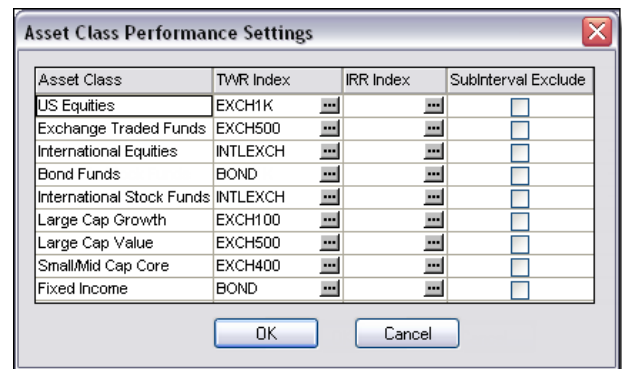 Asset Class Performance Settings
Asset Class TWR Index IRR Index SubInterval Exclude
US Equities EXCH1K ...
Exchange Traded Funds EXCH500 ...
International Equities INTLEXCH ...
Bond Funds BOND ...
International Stock Funds INTLEXCH ...
Large Cap Growth EXCH100 ...
Large Cap Value EXCH500 ...
Small/Mid Cap Core EXCH400 ...
Fixed Income BOND ...
OK Cancel